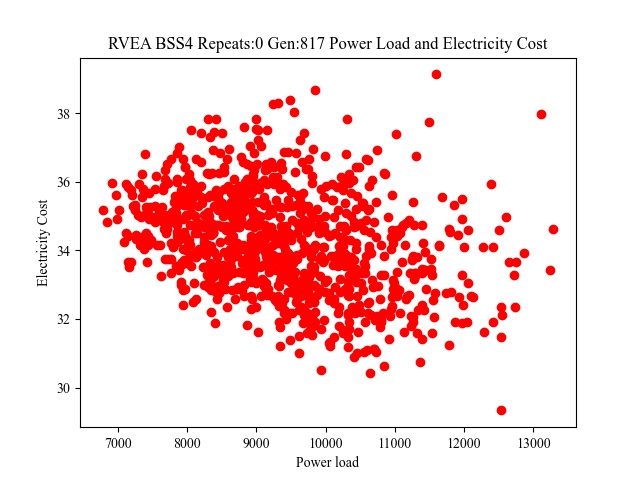 RVEA BSS4 Repeats:0 Gen:817 Power Load and Electricity Cost
Electricity Cost
38
36
34
32
30
7000 8000 9000 10000 11000 12000 13000
Power load